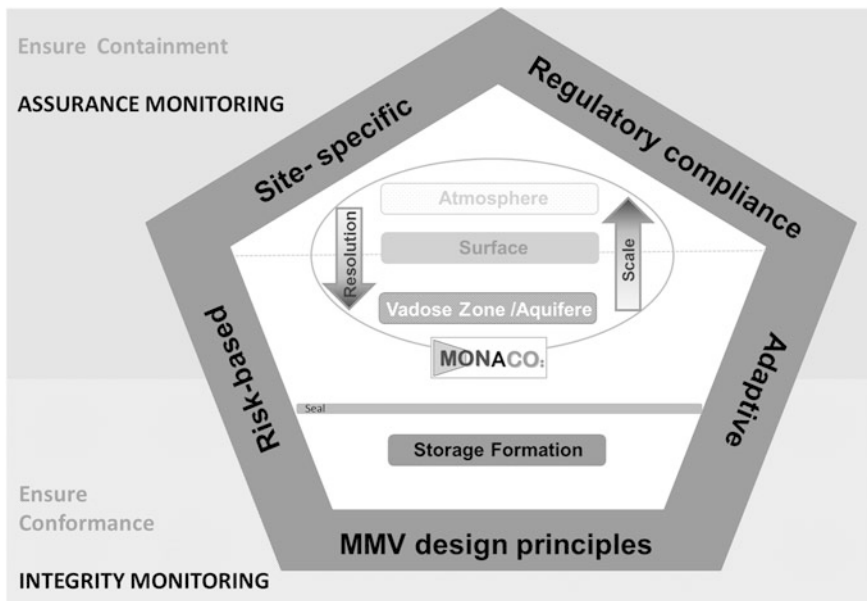 Ensure Containment
ASSURANCE MONITORING
Site- specific
Regulatory compliance
Atmosphere
Resolution
Surface
Scale
Vadose Zone /Aquifere
MONACO2
Risk-based
Adaptive
Seal
Storage Formation
Ensure
Conformance
MMV design principles
INTEGRITY MONITORING